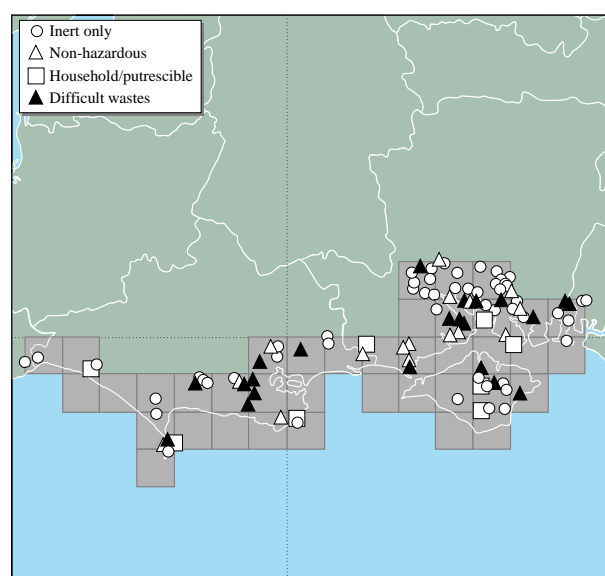 Inert only
Non-hazardous
Household/putrescible
Difficult wastes